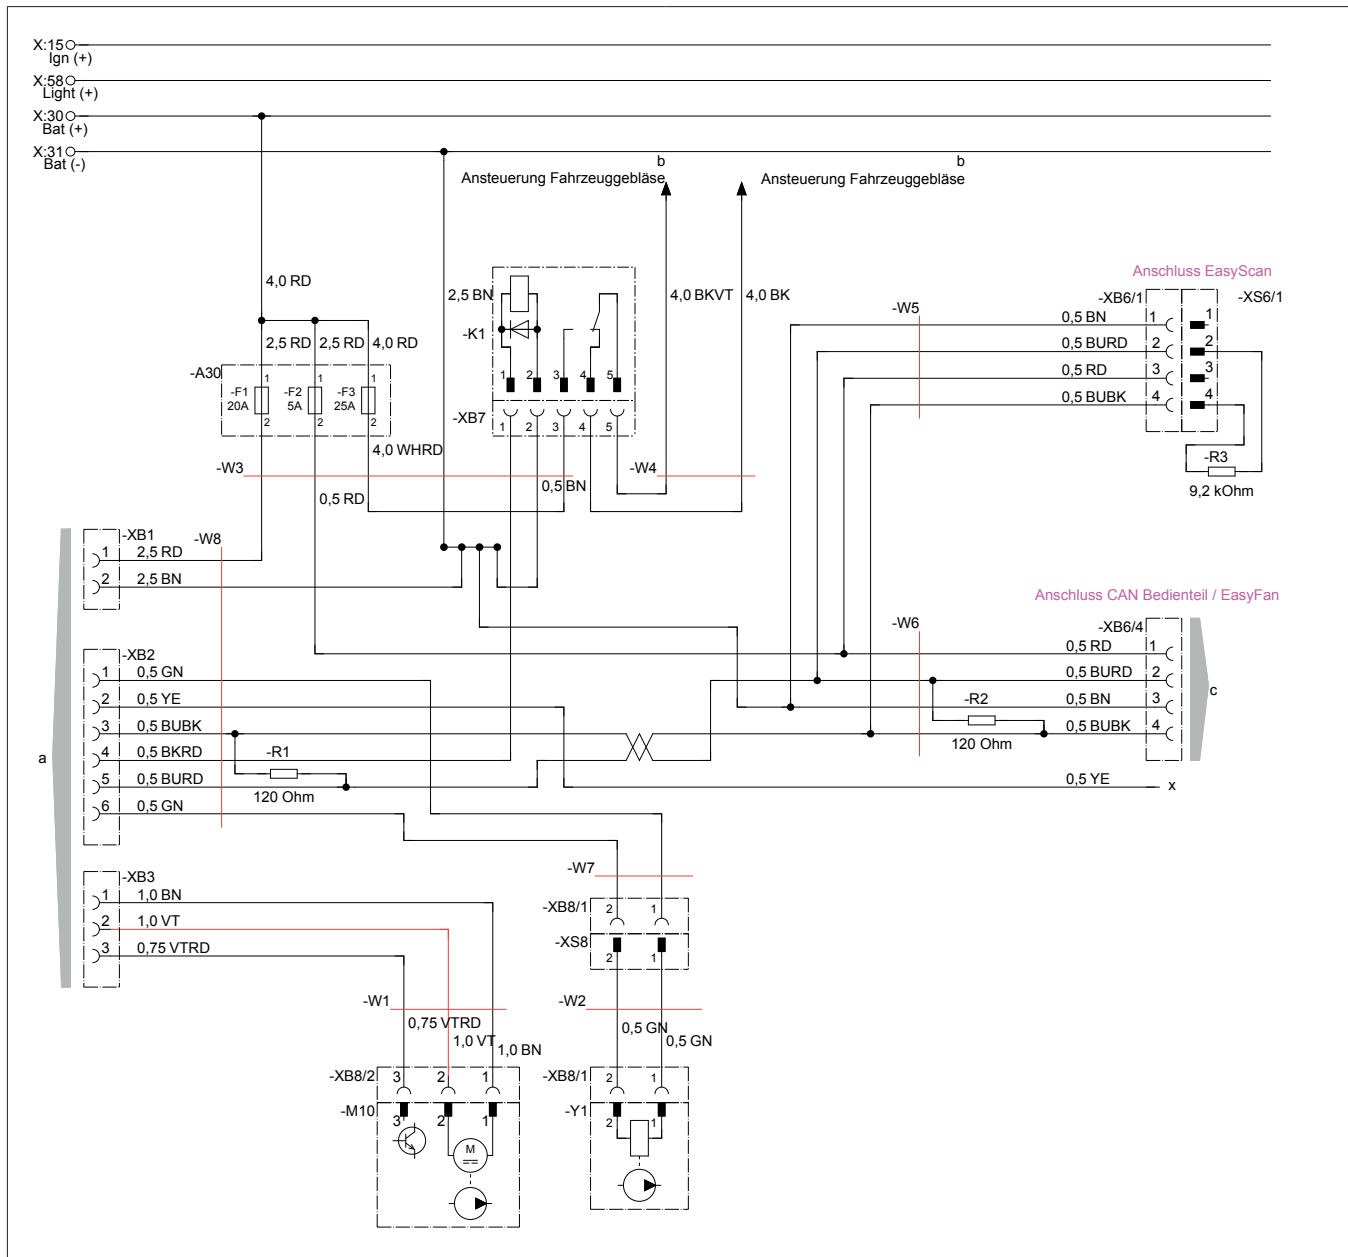 X:15
Ign (+)
X:58
Light (+)
X:30
Bat (+)
X:31
Bat (-)
b
b
Ansteuerung Fahrzeuggebläse
Ansteuerung Fahrzeuggebläse
4,0 RD
2,5 BN
4,0 BKVT
4,0 BK
Anschluss EasyScan
-XB6/1
-XS6/1
-W5
0,5 BN
1
1
0,5 BURD
2
2
0,5 RD
3
3
0,5 BUBK
4
4
-R3
9,2 kOhm
-K1
2,5 RD
2,5 RD
4,0 RD
-A30
1
1
1
-F1
20A
-F2
5A
-F3
25A
2
2
2
1
2
3
4
5
-XB7
1
2
3
4
5
4,0 WHRD
-W3
-W4
0,5 RD
0,5 BN
-XB1
-W8
1
2,5 RD
2
2,5 BN
Anschluss CAN Bedienteil / EasyFan
-W6
-XB6/4
0,5 RD
1
0,5 BURD
2
0,5 BN
3
0,5 BUBK
4
-R2
120 Ohm
c
0,5 YE
x
-XB2
1
0,5 GN
2
0,5 YE
3
0,5 BUBK
4
0,5 BKRD
5
0,5 BURD
6
0,5 GN
-R1
120 Ohm
a
-XB3
1
1,0 BN
2
1,0 VT
3
0,75 VTRD
-W7
-XB8/1
2
1
-XS8
2
1
-W1
0,75 VTRD
1,0 VT
1,0 BN
-W2
0,5 GN
0,5 GN
-XB8/2
3
2
1
-M10
3
2
1
M
-XB8/1
2
1
-Y1
2
1